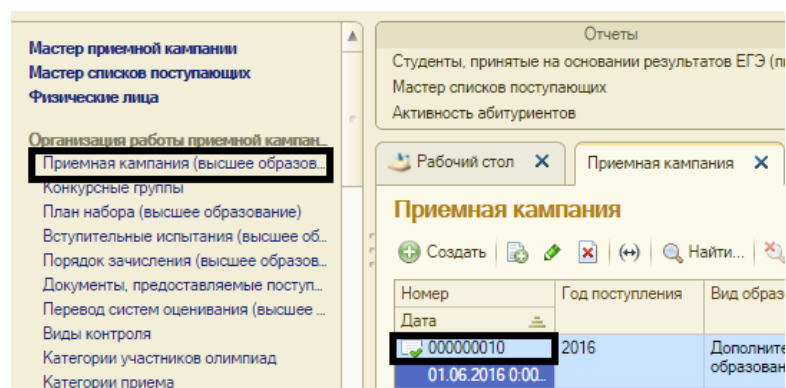 Мастер приемной кампании
Мастер списков поступающих
Физические лица
Организация работы приемной кампан...
Приемная кампания (высшее образов...
Конкурсные группы
План набора (высшее образование)
Вступительные испытания (высшее об...
Порядок зачисления (высшее образов...
Документы, предоставляемые поступ...
Перевод систем оценивания (высшее ...
Виды контроля
Категории участников олимпиад
Категории приема
Отчеты
Студенты, принятые на основании результатов ЕГЭ (п
Мастер списков поступающих
Активность абитуриентов
Рабочий стол
Приемная кампания
Приемная кампания
Создать
Найти...
Номер Год поступления Вид образ
Дата
000000010 2016 Дополните
01.06.2016 0:00... образован